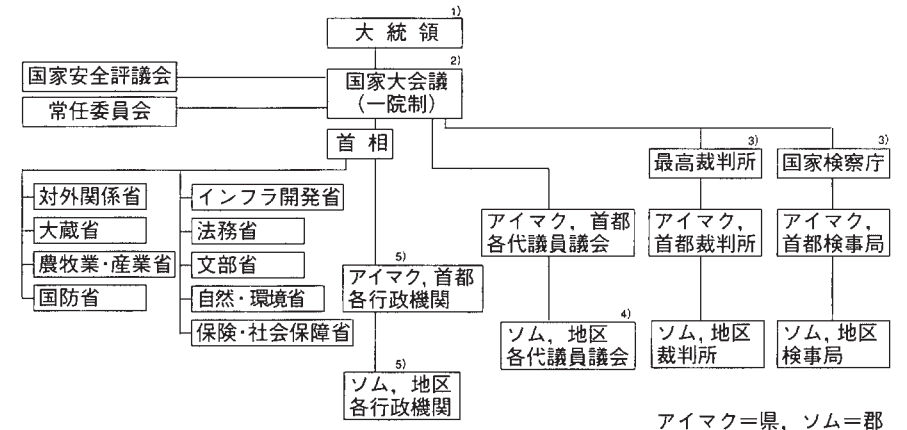 1)
大統領
2)
国家大会議
(一院制)
国家安全評議会
常任委員会
首相
3)
最高裁判所
3)
国家検察庁
対外関係省
大蔵省
農牧業・産業省
国防省
インフラ開発省
法務省
文部省
自然・環境省
保険・社会保障省
5)
アイマク,首都
各行政機関
5)
ソム,地区
各行政機関
アイマク,首都
各代議員議会
4)
ソム,地区
各代議員議会
アイマク,
首都裁判所
ソム,地区
裁判所
アイマク,
首都検事局
ソム,地区
検事局
アイマク=県,ソム=郡